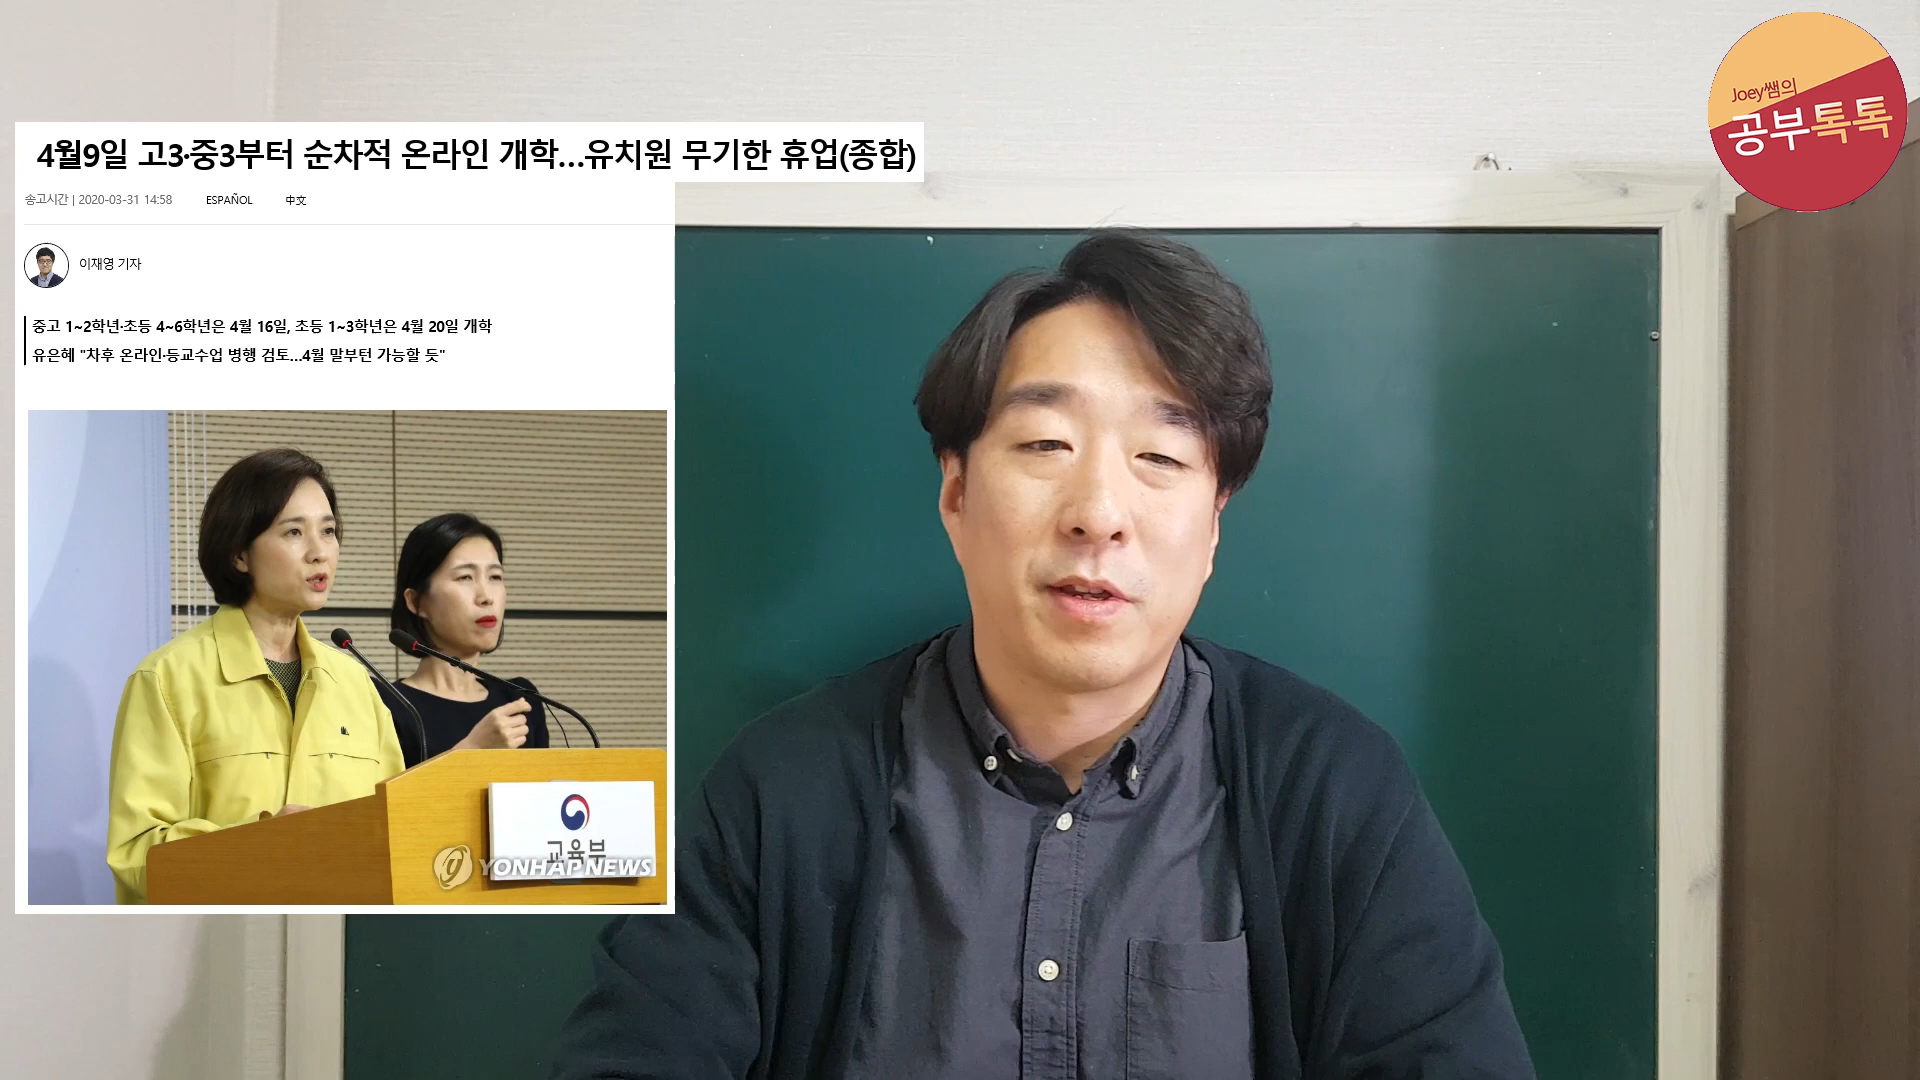 4월9일 고3·중3부터 순차적 온라인 개학…유치원 무기한 휴업(종합)
송고시간 | 2020-03-31 14:58 ESPAÑOL 中文
이재영 기자
중고 1~2학년·초등 4~6학년은 4월 16일, 초등 1~3학년은 4월 20일 개학
유은혜 "차후 온라인·등교수업 병행 검토…4월 말부턴 가능할 듯"
교육부
YONHAP NEWS
Joey쌤의
공부톡톡